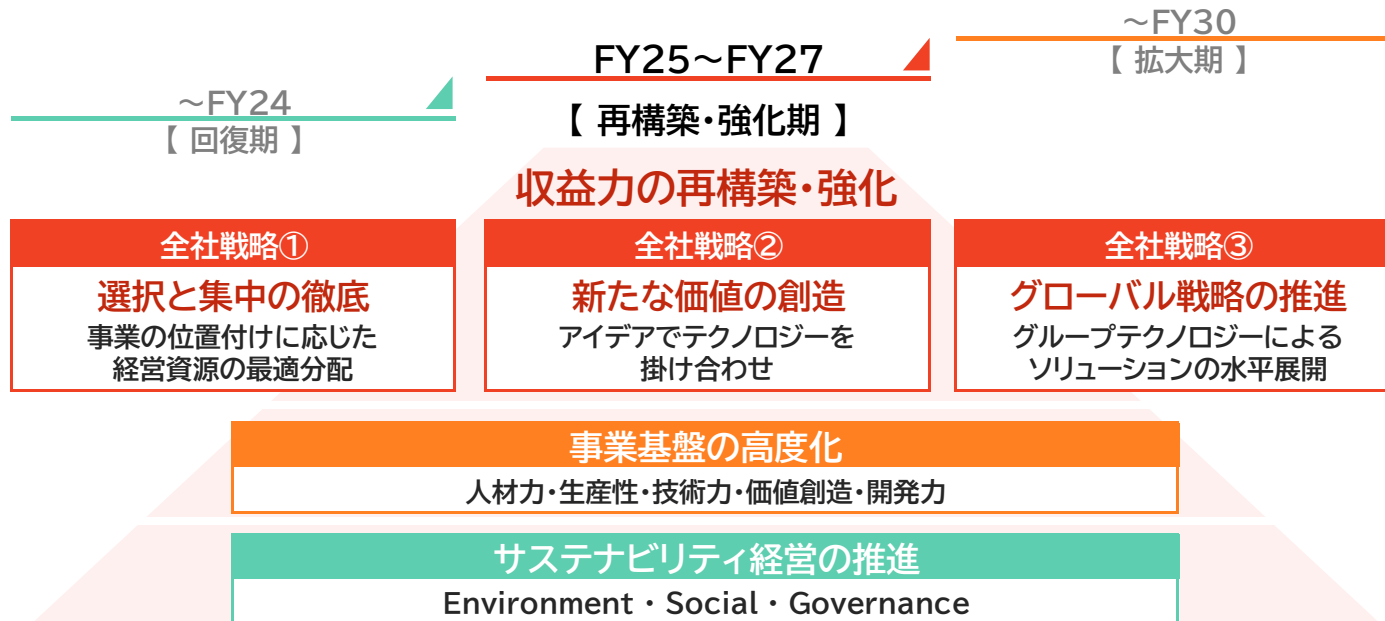 ～FY24
【 回復期 】
FY25～FY27
【 再構築・強化期 】
～FY30
【 拡大期 】
収益力の再構築・強化
全社戦略①
選択と集中の徹底
事業の位置付けに応じた
経営資源の最適分配
全社戦略②
新たな価値の創造
アイデアでテクノロジーを
掛け合わせ
全社戦略③
グローバル戦略の推進
グループテクノロジーによる
ソリューションの水平展開
事業基盤の高度化
人材力・生産性・技術力・価値創造・開発力
サステナビリティ経営の推進
Environment・Social・Governance